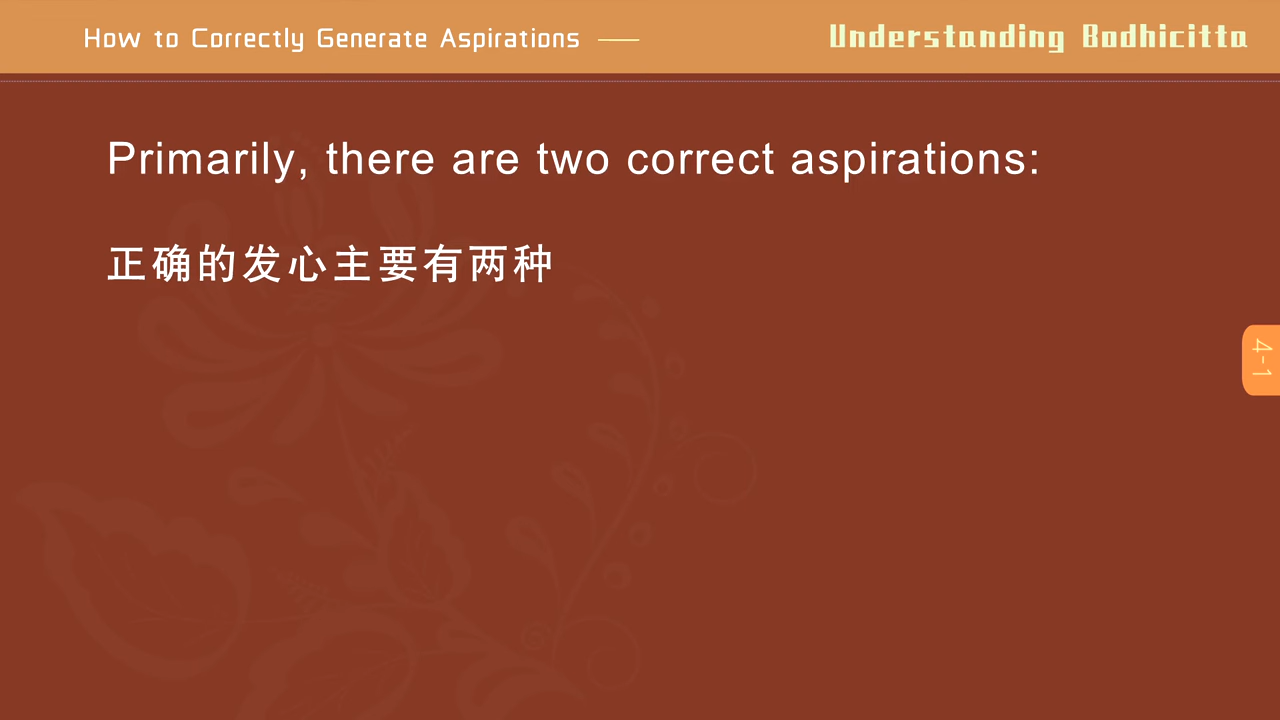 How to Correctly Generate Aspirations
Understanding Bodhicitta
Primarily, there are two correct aspirations:
正确的发心主要有两种
4-1